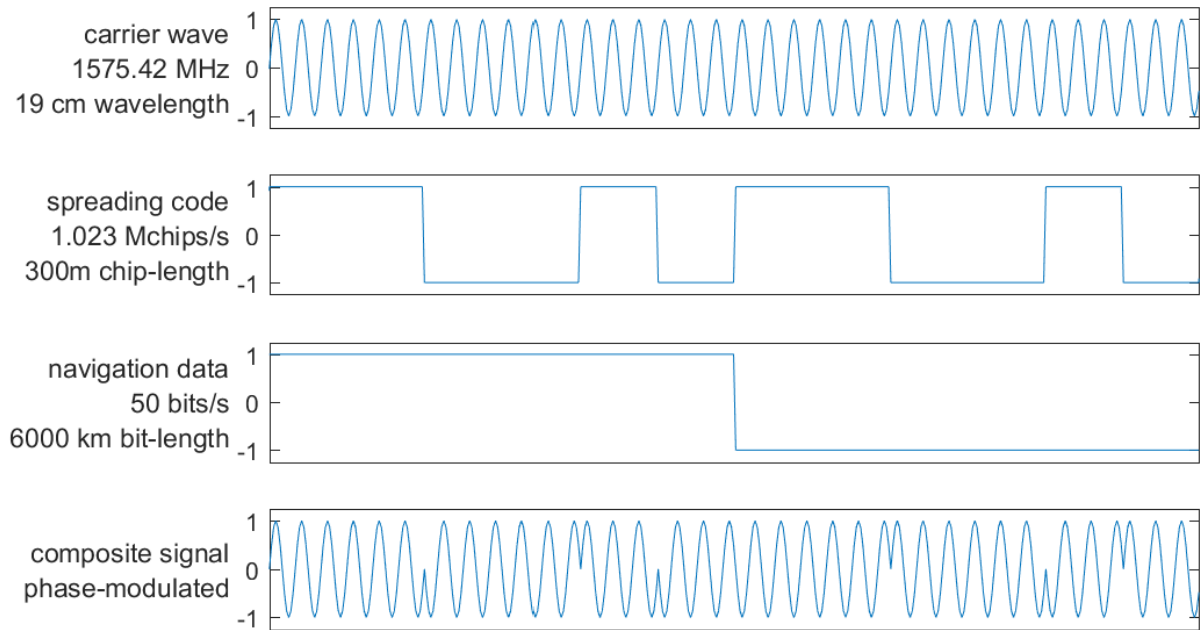 carrier wave
1575.42 MHz
19 cm wavelength
1
0
-1
spreading code
1.023 Mchips/s
300m chip-length
1
0
-1
navigation data
50 bits/s
6000 km bit-length
1
0
-1
composite signal
phase-modulated
1
0
-1